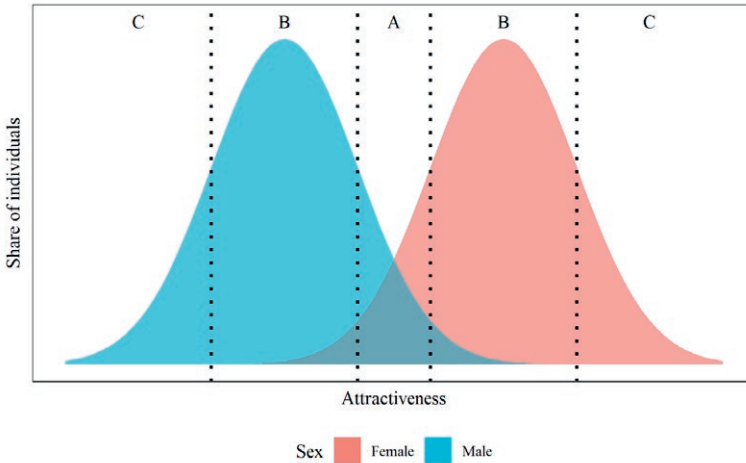 C B A B C
Share of individuals
Attractiveness
Sex Female Male